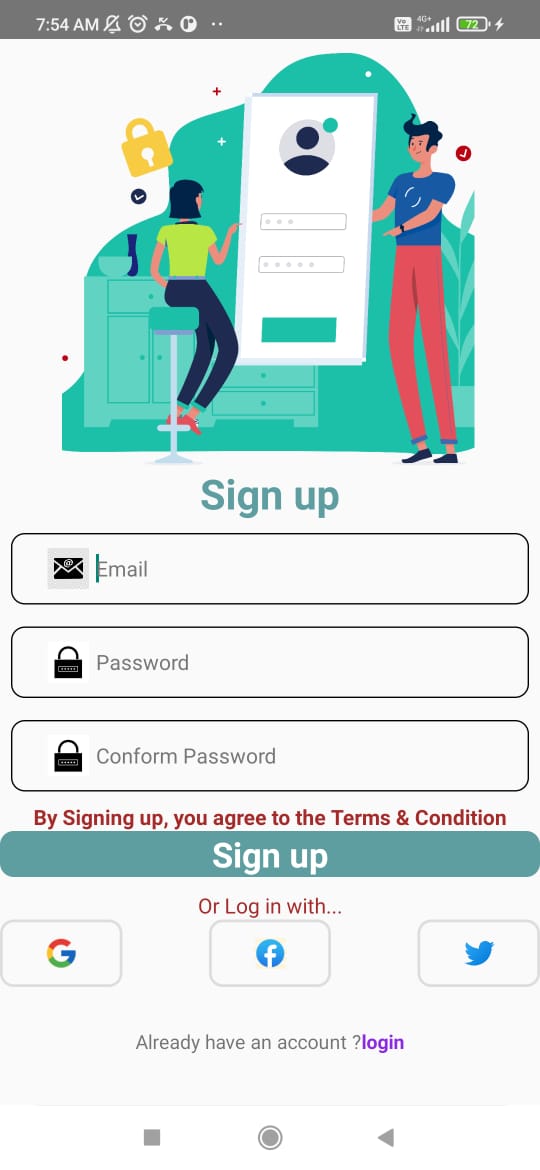 7:54 AM
Vo LTE 4G+ 72
Sign up
Email
Password
Conform Password
By Signing up, you agree to the Terms & Condition
Sign up
Or Log in with...
Already have an account ?login